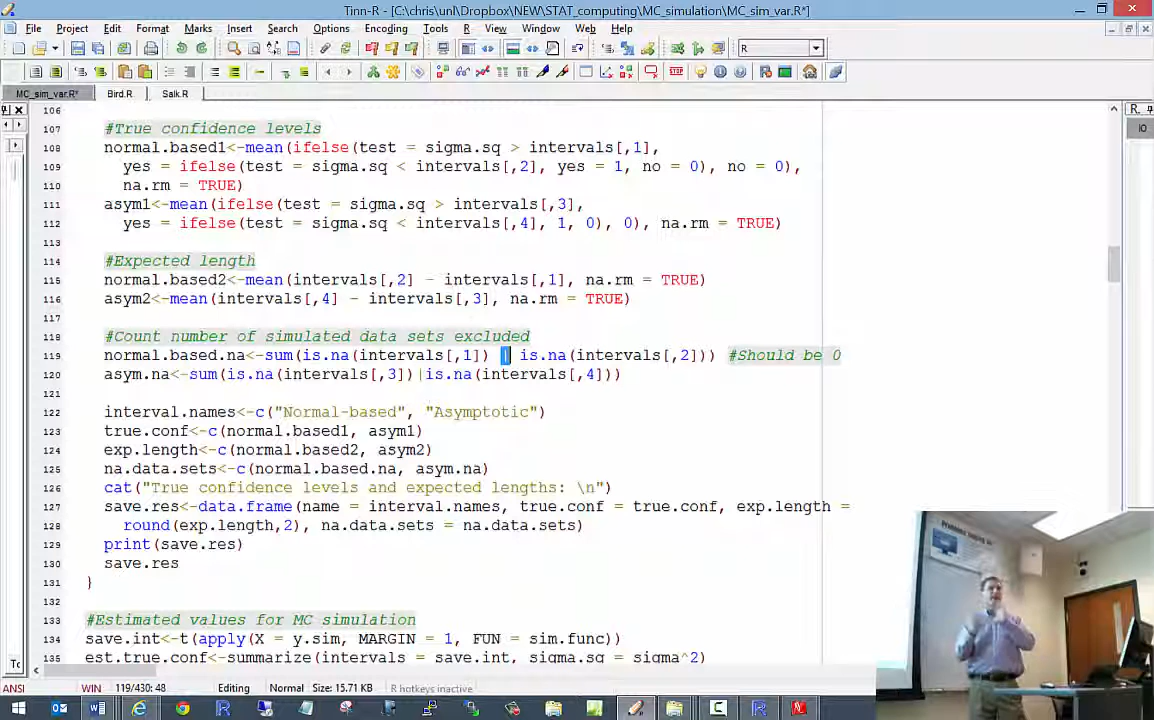 Tinn-R - [C:\chris\unl\Dropbox\NEW\STAT_computing\MC_simulation\MC_sim_var.R*]
File Project Edit Format Marks Insert Search Options Encoding Tools R View Window Web Help
R
MC_sim_var.R* Bird.R Salk.R
106
107 #True confidence levels
108 normal.based1<-mean(ifelse(test = sigma.sq > intervals[,1],
109 yes = ifelse(test = sigma.sq < intervals[,2], yes = 1, no = 0), no = 0),
110 na.rm = TRUE)
111 asym1<-mean(ifelse(test = sigma.sq > intervals[,3],
112 yes = ifelse(test = sigma.sq < intervals[,4], 1, 0), 0), na.rm = TRUE)
113
114 #Expected length
115 normal.based2<-mean(intervals[,2] - intervals[,1], na.rm = TRUE)
116 asym2<-mean(intervals[,4] - intervals[,3], na.rm = TRUE)
117
118 #Count number of simulated data sets excluded
119 normal.based.na<-sum(is.na(intervals[,1]) | is.na(intervals[,2])) #Should be 0
120 asym.na<-sum(is.na(intervals[,3])|is.na(intervals[,4]))
121
122 interval.names<-c("Normal-based", "Asymptotic")
123 true.conf<-c(normal.based1, asym1)
124 exp.length<-c(normal.based2, asym2)
125 na.data.sets<-c(normal.based.na, asym.na)
126 cat("True confidence levels and expected lengths: \n")
127 save.res<-data.frame(name = interval.names, true.conf = true.conf, exp.length =
128 round(exp.length,2), na.data.sets = na.data.sets)
129 print(save.res)
130 save.res
131 }
132
133 #Estimated values for MC simulation
134 save.int<-t(apply(X = y.sim, MARGIN = 1, FUN = sim.func))
135 est.true.conf<-summarize(intervals = save.int, sigma.sq = sigma^2)
ANSI WIN 119/430: 48 Editing Normal Size: 15.71 KB R hotkeys inactive